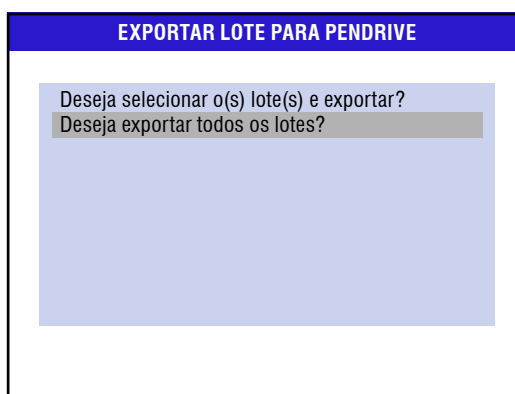 EXPORTAR LOTE PARA PENDRIVE
Deseja selecionar o(s) lote(s) e exportar?
Deseja exportar todos os lotes?